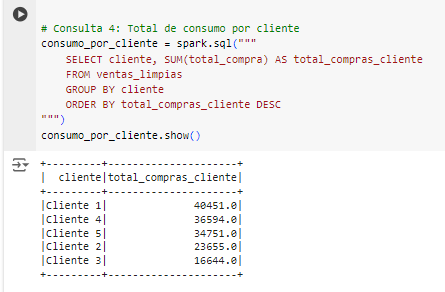 # Consulta 4: Total de consumo por cliente
consumo_por_cliente = spark.sql("""
    SELECT cliente, SUM(total_compra) AS total_compras_cliente
    FROM ventas_limpias
    GROUP BY cliente
    ORDER BY total_compras_cliente DESC
""")
consumo_por_cliente.show()
+---------+---------------------+
|  cliente|total_compras_cliente|
+---------+---------------------+
|Cliente 1|              40451.0|
|Cliente 4|              36594.0|
|Cliente 5|              34751.0|
|Cliente 2|              23655.0|
|Cliente 3|              16644.0|
+---------+---------------------+